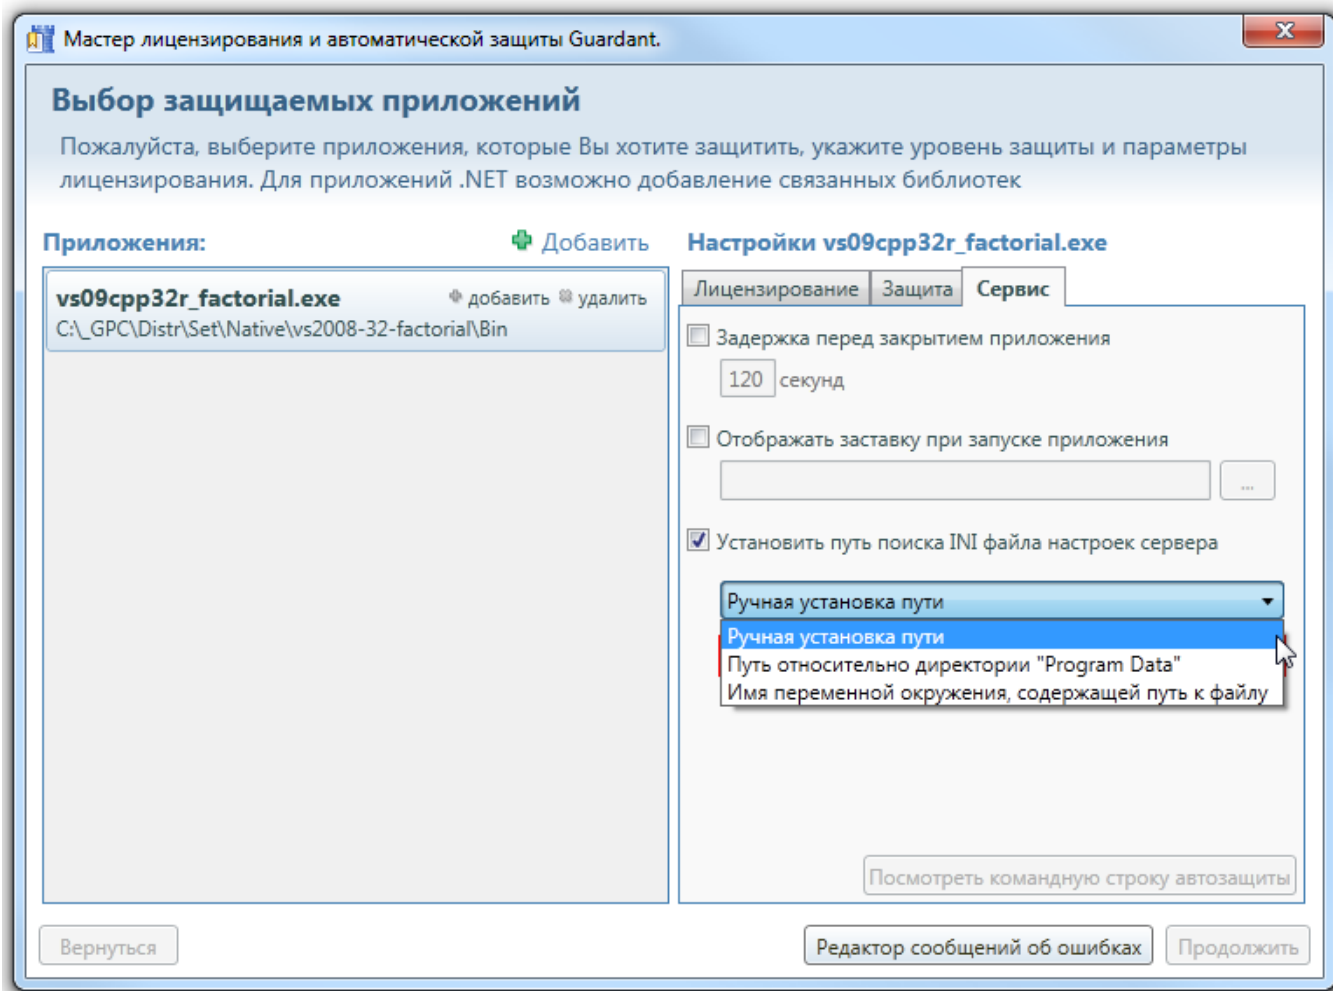 Мастер лицензирования и автоматической защиты Guardant.
Выбор защищаемых приложений
Пожалуйста, выберите приложения, которые Вы хотите защитить, укажите уровень защиты и параметры
лицензирования. Для приложений .NET возможно добавление связанных библиотек
Приложения:
Добавить
vs09cpp32r_factorial.exe
добавить
удалить
C:\_GPC\Distr\Set\Native\vs2008-32-factorial\Bin
Настройки vs09cpp32r_factorial.exe
Лицензирование
Защита
Сервис
Задержка перед закрытием приложения
120 секунд
Отображать заставку при запуске приложения
...
Установить путь поиска INI файла настроек сервера
Ручная установка пути
Ручная установка пути
Путь относительно директории "Program Data"
Имя переменной окружения, содержащей путь к файлу
Посмотреть командную строку автозащиты
Вернуться
Редактор сообщений об ошибках
Продолжить